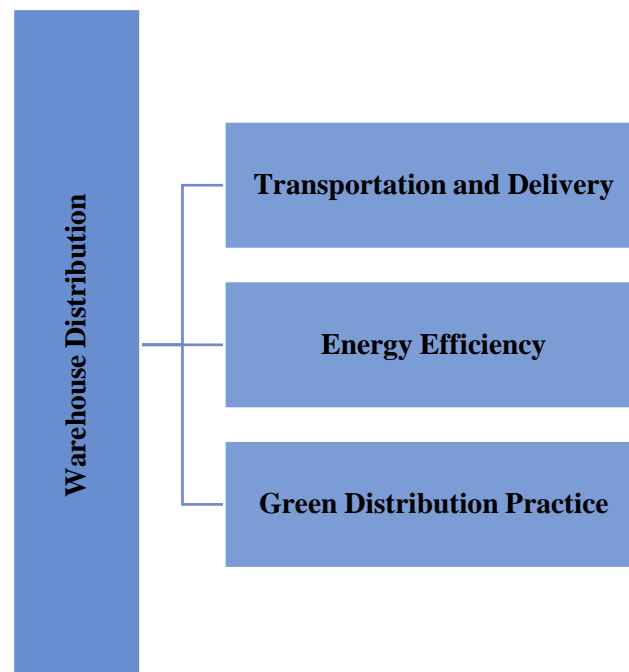 Warehouse Distribution
Transportation and Delivery
Energy Efficiency
Green Distribution Practice